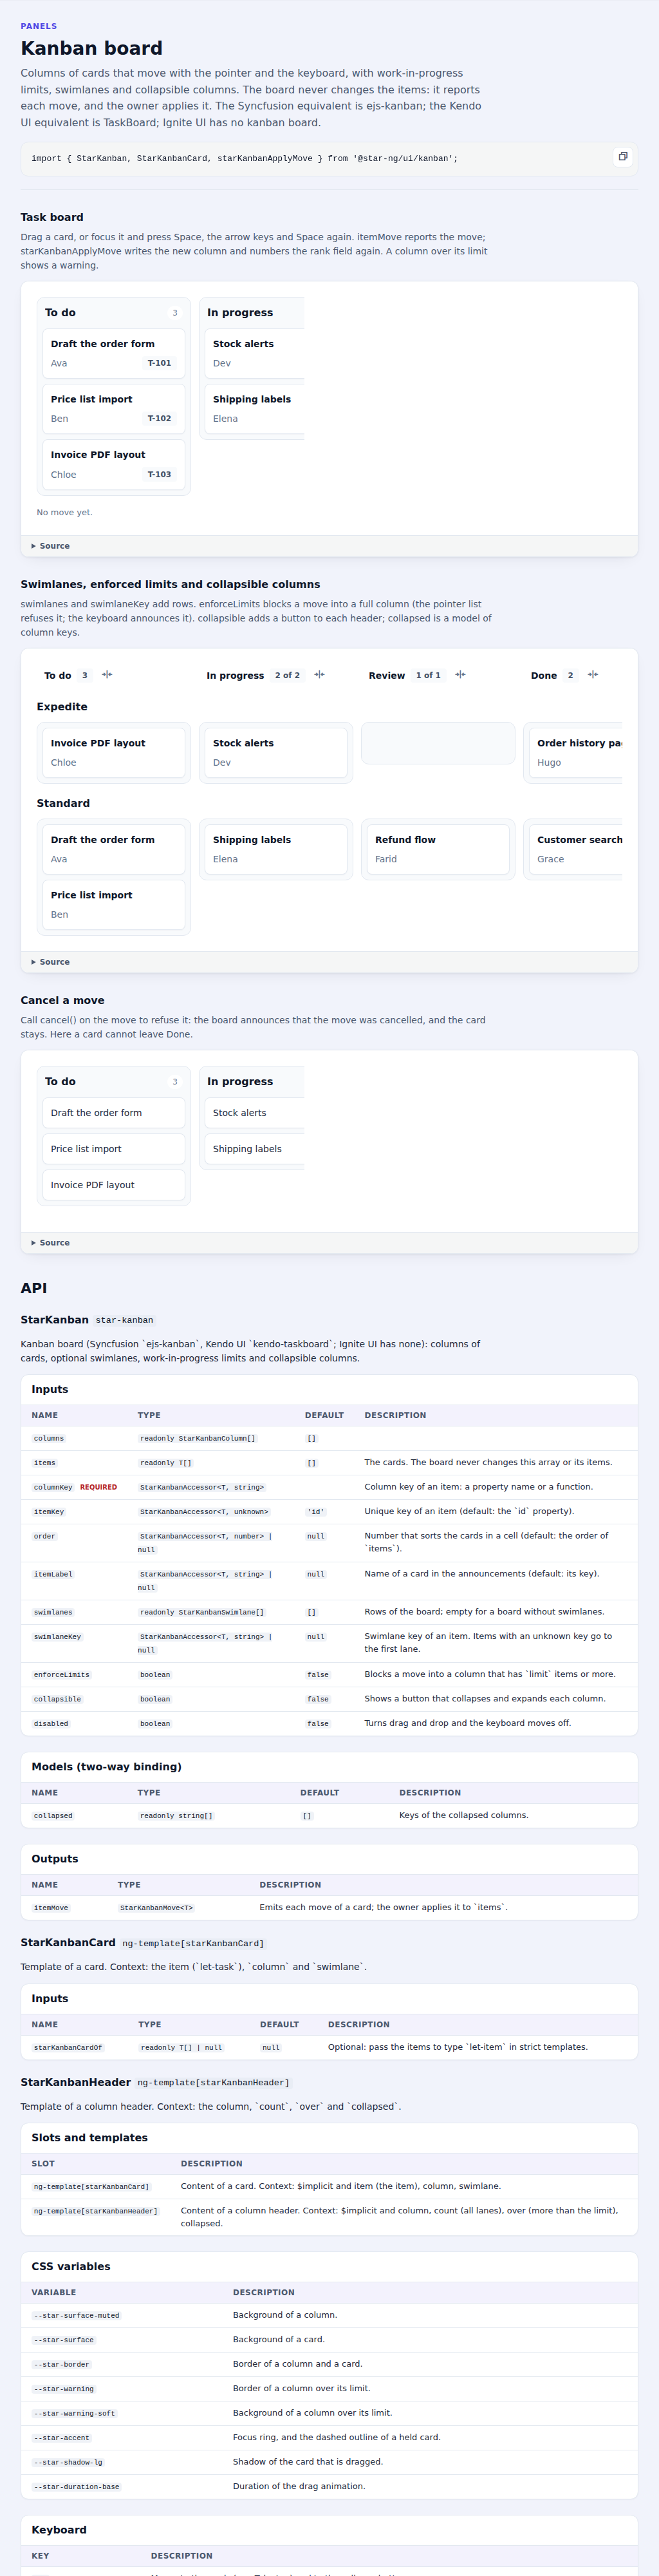 PANELS
Kanban board
Columns of cards that move with the pointer and the keyboard, with work-in-progress
limits, swimlanes and collapsible columns. The board never changes the items: it reports
each move, and the owner applies it. The Syncfusion equivalent is ejs-kanban; the Kendo
UI equivalent is TaskBoard; Ignite UI has no kanban board.
import { StarKanban, StarKanbanCard, starKanbanApplyMove } from '@star-ng/ui/kanban';
Task board
Drag a card, or focus it and press Space, the arrow keys and Space again. itemMove reports the move;
starKanbanApplyMove writes the new column and numbers the rank field again. A column over its limit
shows a warning.
To do 3 In progress
Draft the order form Stock alerts
Ava T-101 Dev
Price list import Shipping labels
Ben T-102 Elena
Invoice PDF layout
Chloe T-103
No move yet.
Source
Swimlanes, enforced limits and collapsible columns
swimlanes and swimlaneKey add rows. enforceLimits blocks a move into a full column (the pointer list
refuses it; the keyboard announces it). collapsible adds a button to each header; collapsed is a model of
column keys.
To do 3 In progress 2 of 2 Review 1 of 1 Done 2
Expedite
Invoice PDF layout Stock alerts Order history pa
Chloe Dev Hugo
Standard
Draft the order form Shipping labels Refund flow Customer search
Ava Elena Farid Grace
Price list import
Ben
Source
Cancel a move
Call cancel() on the move to refuse it: the board announces that the move was cancelled, and the card
stays. Here a card cannot leave Done.
To do 3 In progress
Draft the order form Stock alerts
Price list import Shipping labels
Invoice PDF layout
Source
API
StarKanban star-kanban
Kanban board (Syncfusion `ejs-kanban`, Kendo UI `kendo-taskboard`; Ignite UI has none): columns of
cards, optional swimlanes, work-in-progress limits and collapsible columns.
Inputs
NAME TYPE DEFAULT DESCRIPTION
columns readonly StarKanbanColumn[] []
items readonly T[] [] The cards. The board never changes this array or its items.
columnKey REQUIRED StarKanbanAccessor<T, string> Column key of an item: a property name or a function.
itemKey StarKanbanAccessor<T, unknown> 'id' Unique key of an item (default: the `id` property).
order StarKanbanAccessor<T, number> | null null Number that sorts the cards in a cell (default: the order of `items`).
itemLabel StarKanbanAccessor<T, string> | null null Name of a card in the announcements (default: its key).
swimlanes readonly StarKanbanSwimlane[] [] Rows of the board; empty for a board without swimlanes.
swimlaneKey StarKanbanAccessor<T, string> | null null Swimlane key of an item. Items with an unknown key go to the first lane.
enforceLimits boolean false Blocks a move into a column that has `limit` items or more.
collapsible boolean false Shows a button that collapses and expands each column.
disabled boolean false Turns drag and drop and the keyboard moves off.
Models (two-way binding)
NAME TYPE DEFAULT DESCRIPTION
collapsed readonly string[] [] Keys of the collapsed columns.
Outputs
NAME TYPE DESCRIPTION
itemMove StarKanbanMove<T> Emits each move of a card; the owner applies it to `items`.
StarKanbanCard ng-template[starKanbanCard]
Template of a card. Context: the item (`let-task`), `column` and `swimlane`.
Inputs
NAME TYPE DEFAULT DESCRIPTION
starKanbanCardOf readonly T[] | null null Optional: pass the items to type `let-item` in strict templates.
StarKanbanHeader ng-template[starKanbanHeader]
Template of a column header. Context: the column, `count`, `over` and `collapsed`.
Slots and templates
SLOT DESCRIPTION
ng-template[starKanbanCard] Content of a card. Context: $implicit and item (the item), column, swimlane.
ng-template[starKanbanHeader] Content of a column header. Context: $implicit and column, count (all lanes), over (more than the limit), collapsed.
CSS variables
VARIABLE DESCRIPTION
--star-surface-muted Background of a column.
--star-surface Background of a card.
--star-border Border of a column and a card.
--star-warning Border of a column over its limit.
--star-warning-soft Background of a column over its limit.
--star-accent Focus ring, and the dashed outline of a held card.
--star-shadow-lg Shadow of the card that is dragged.
--star-duration-base Duration of the drag animation.
Keyboard
KEY DESCRIPTION